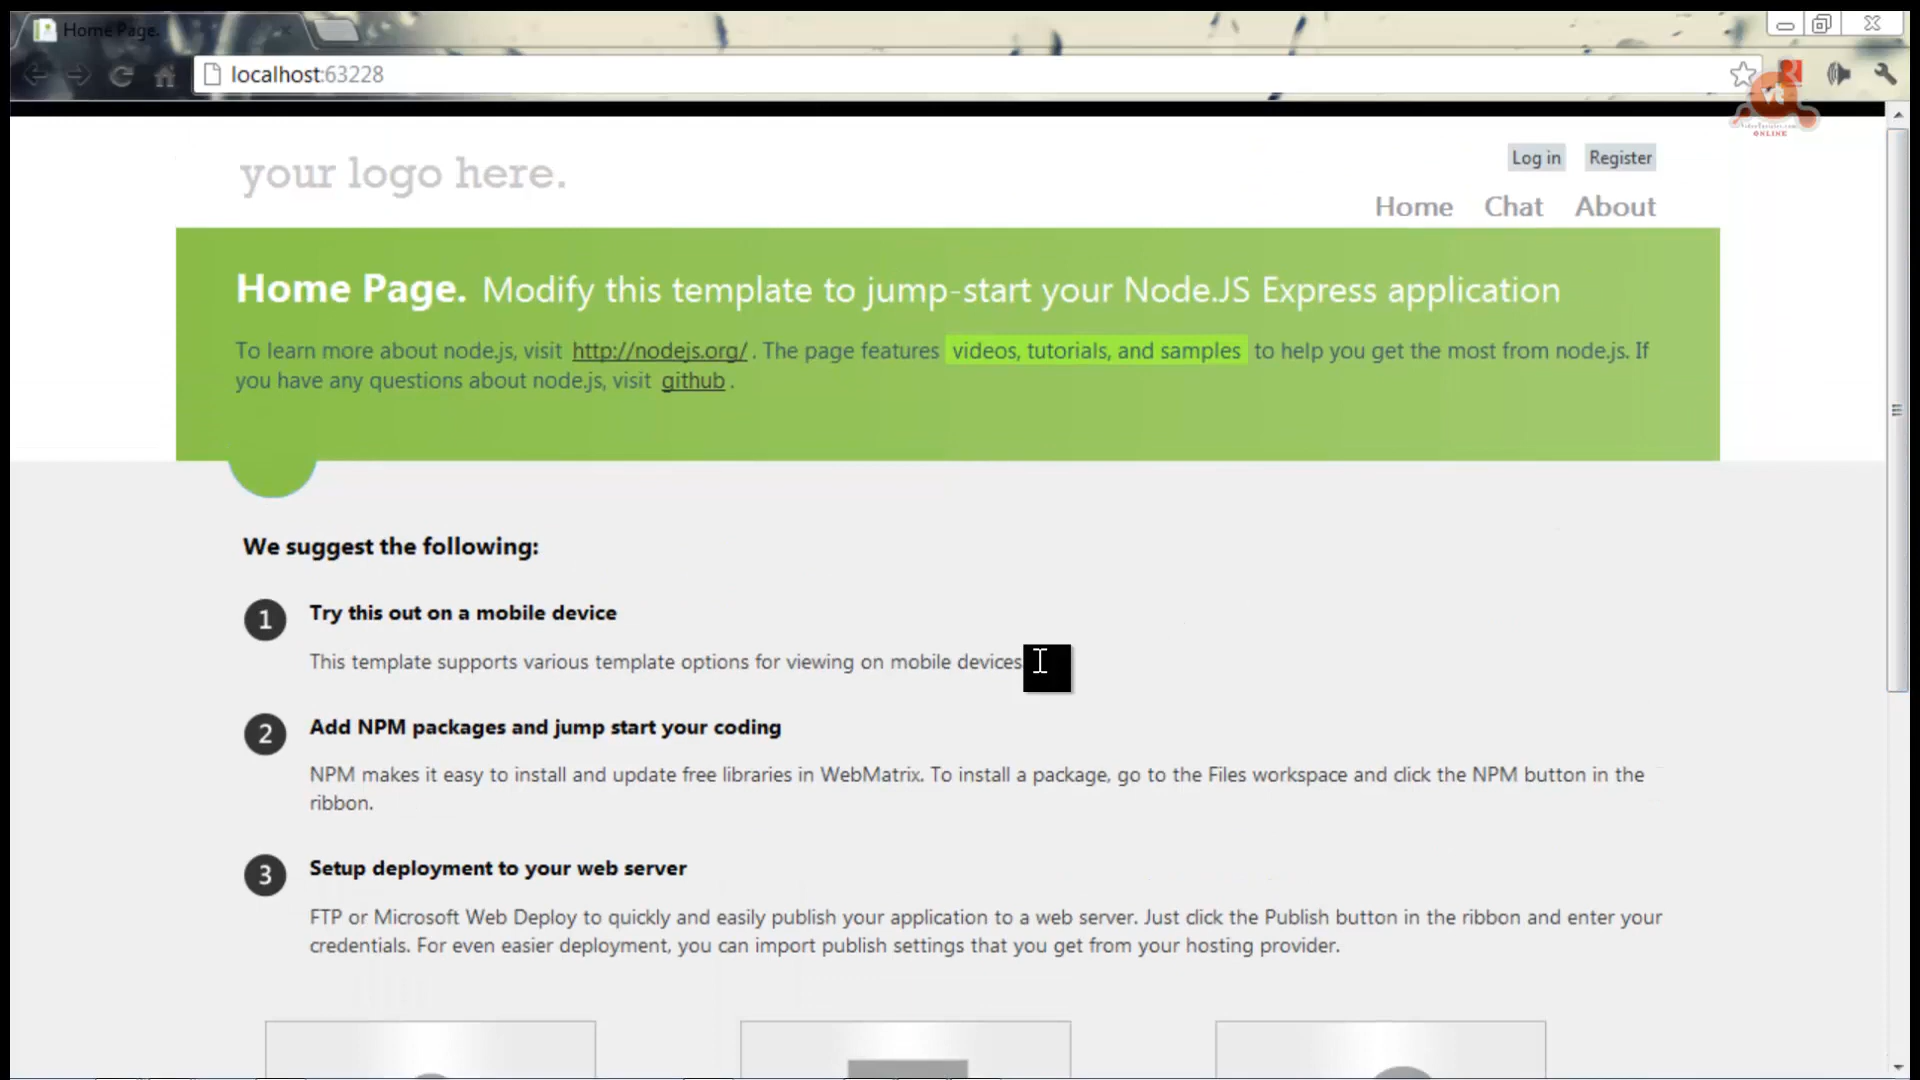 Home Page.
localhost:63228
ONLINE
Log in Register
your logo here.
Home Chat About
Home Page. Modify this template to jump-start your Node.JS Express application
To learn more about node.js, visit http://nodejs.org/ . The page features videos, tutorials, and samples to help you get the most from node.js. If
you have any questions about node.js, visit github .
We suggest the following:
1 Try this out on a mobile device
This template supports various template options for viewing on mobile devices
2 Add NPM packages and jump start your coding
NPM makes it easy to install and update free libraries in WebMatrix. To install a package, go to the Files workspace and click the NPM button in the
ribbon.
3 Setup deployment to your web server
FTP or Microsoft Web Deploy to quickly and easily publish your application to a web server. Just click the Publish button in the ribbon and enter your
credentials. For even easier deployment, you can import publish settings that you get from your hosting provider.